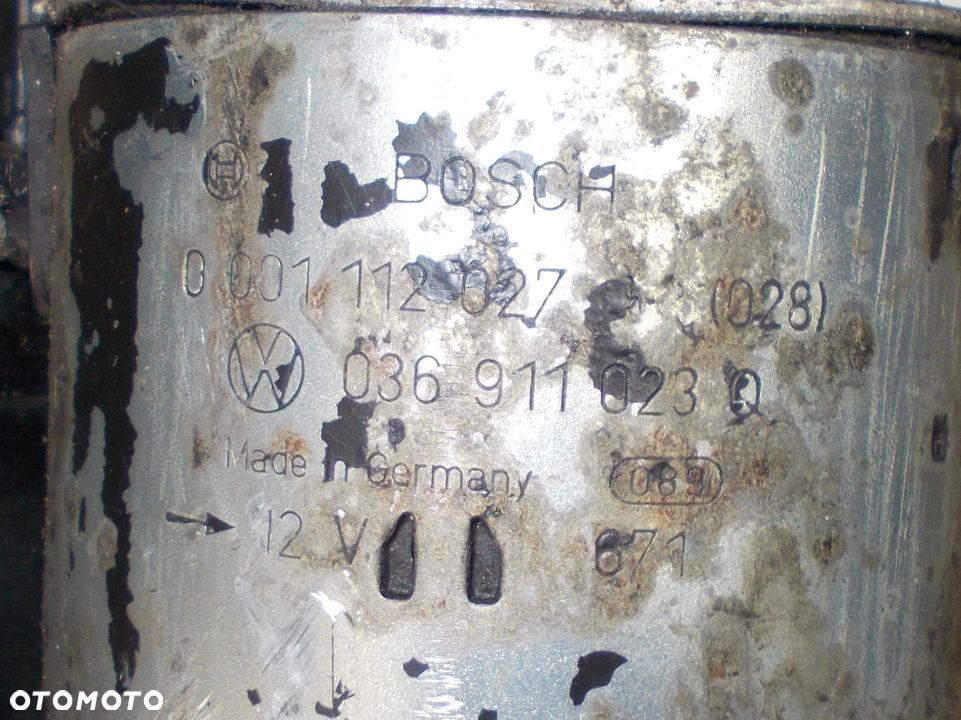 BOSCH
0 001 112 027 (028)
036 911 023 Q
Made in Germany 089
12 V 671
OTOMOTO